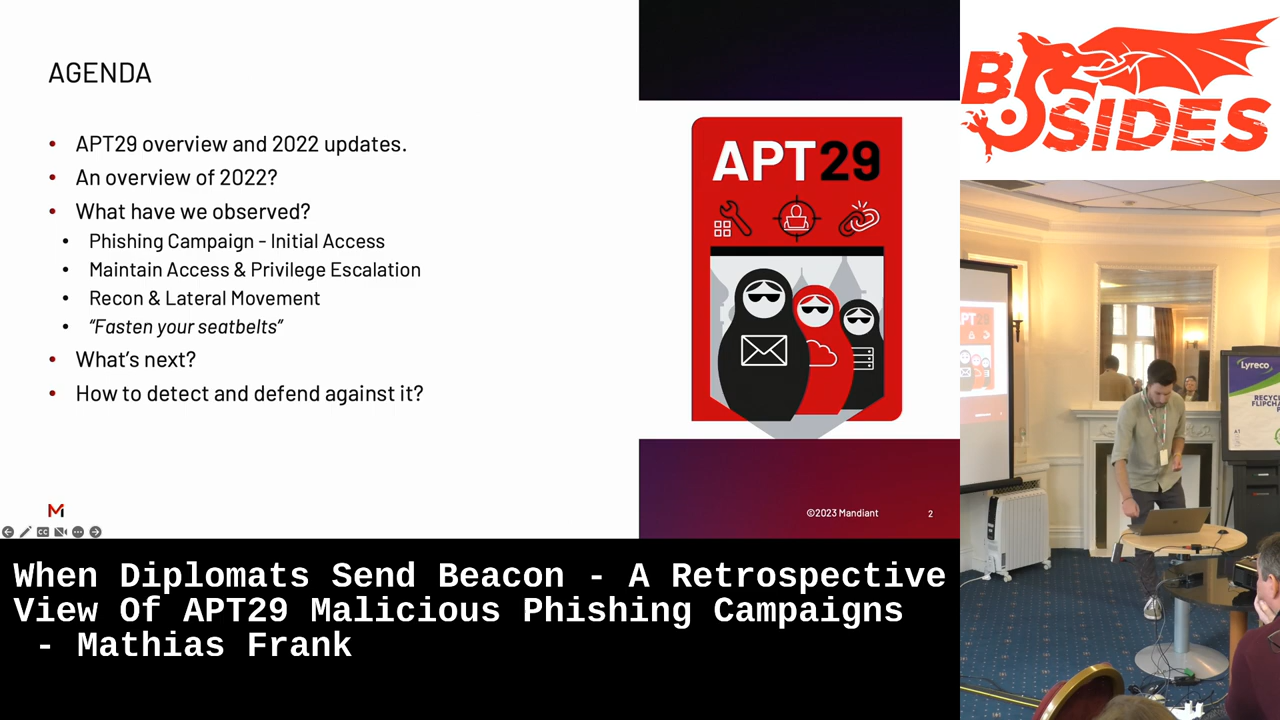 AGENDA
APT29 overview and 2022 updates.
An overview of 2022?
What have we observed?
Phishing Campaign - Initial Access
Maintain Access & Privilege Escalation
Recon & Lateral Movement
“Fasten your seatbelts”
What’s next?
How to detect and defend against it?
APT29
©2023 Mandiant
2
When Diplomats Send Beacon - A Retrospective
View Of APT29 Malicious Phishing Campaigns
- Mathias Frank
BSIDES
Lyreco